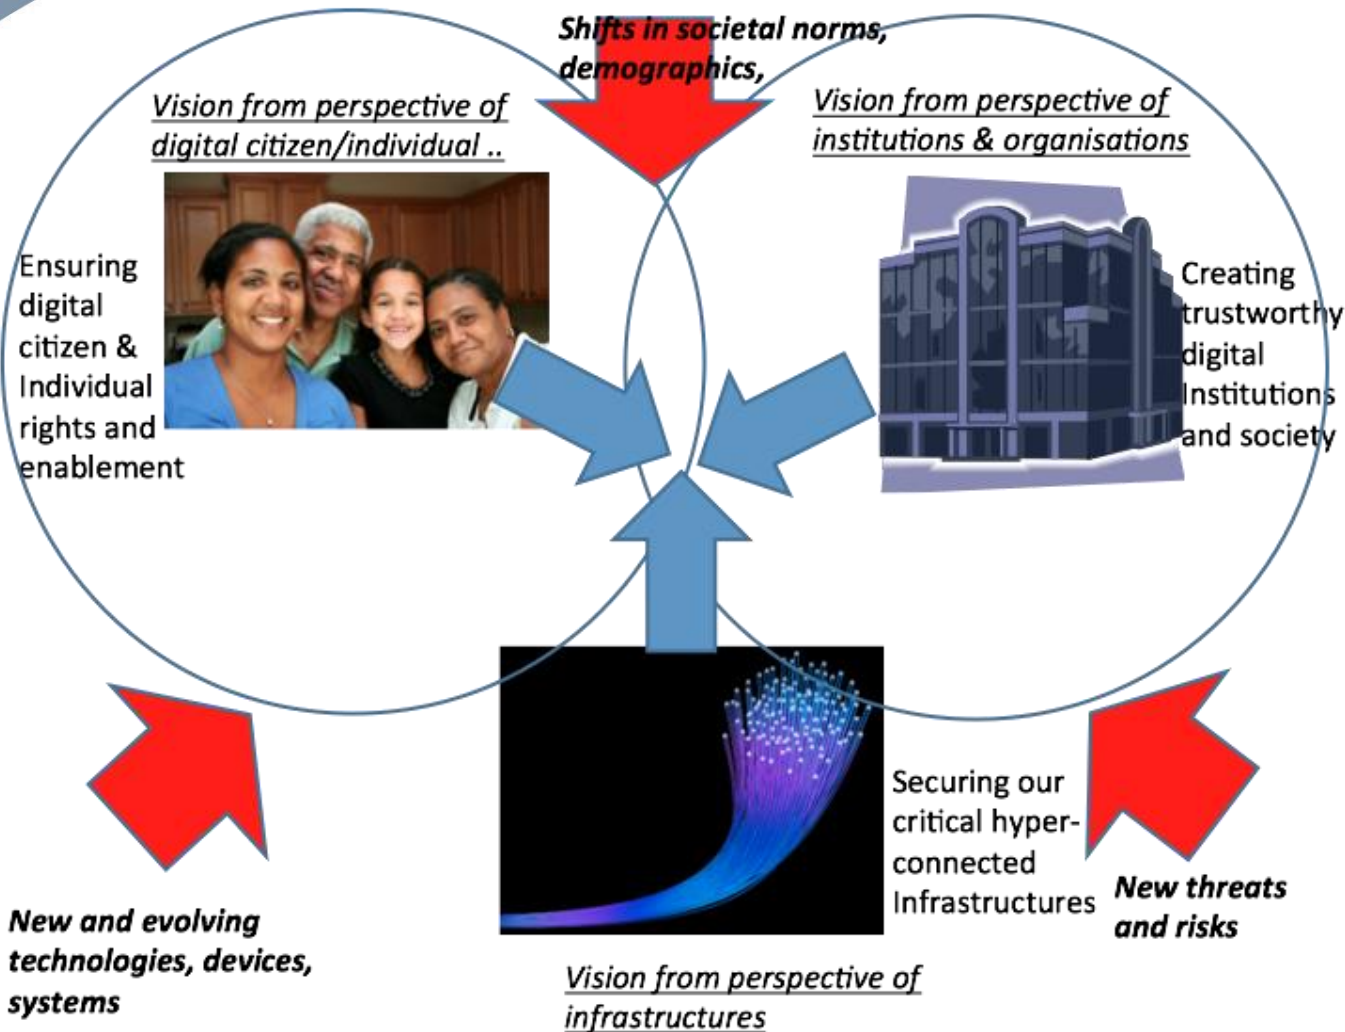 Shifts in societal norms,
demographics,
Vision from perspective of
digital citizen/individual ..
Vision from perspective of
institutions & organisations
Ensuring
digital
citizen &
Individual
rights and
enablement
Creating
trustworthy
digital
Institutions
and society
Securing our
critical hyper-
connected
Infrastructures
New threats
and risks
New and evolving
technologies, devices,
systems
Vision from perspective of
infrastructures